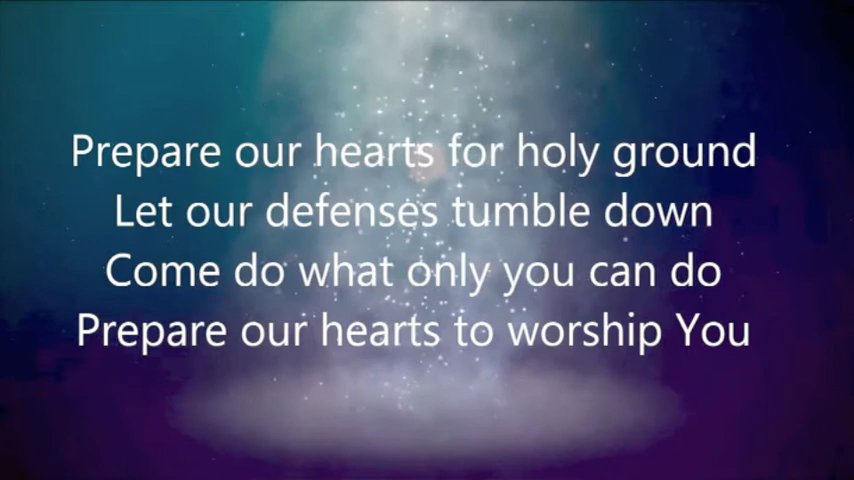 Prepare our hearts for holy ground
Let our defenses tumble down
Come do what only you can do
Prepare our hearts to worship You